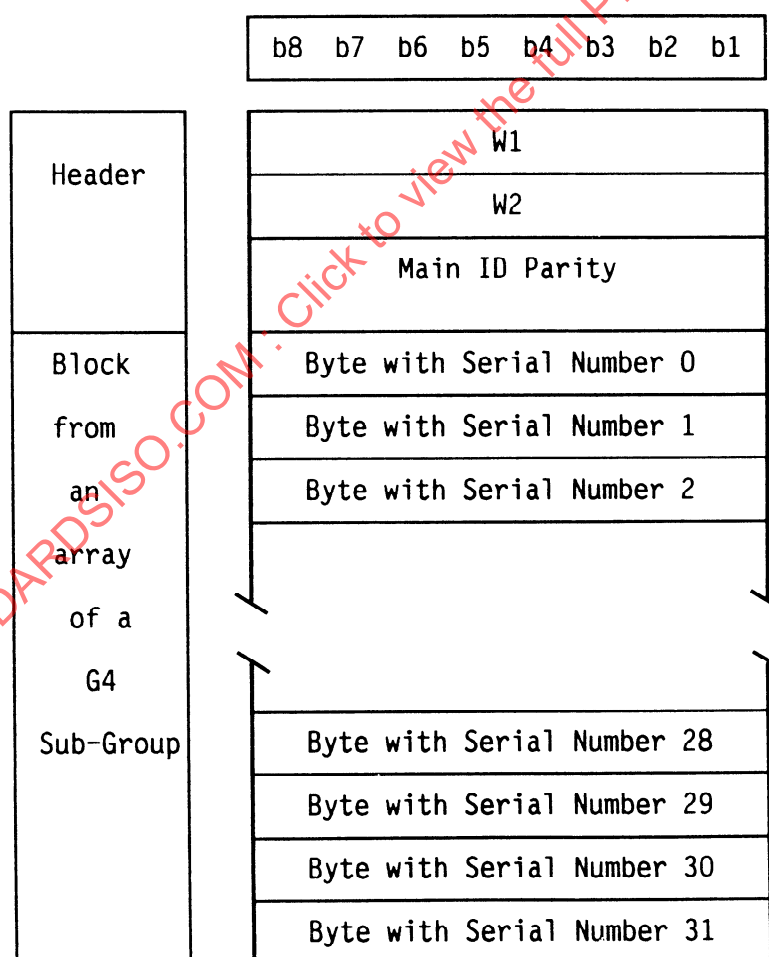 b8 b7 b6 b5 b4 b3 b2 b1
Header
W1
W2
Main ID Parity
Block
from
an
array
of a
G4
Sub-Group
Byte with Serial Number 0
Byte with Serial Number 1
Byte with Serial Number 2
Byte with Serial Number 28
Byte with Serial Number 29
Byte with Serial Number 30
Byte with Serial Number 31
DARDSISO.COM : Click to view the full P